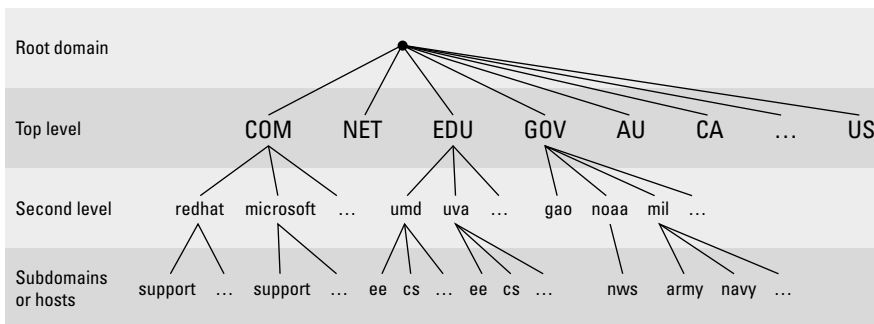 Root domain
Top level COM NET EDU GOV AU CA ... US
Second level redhat microsoft ... umd uva ... gao noaa mil ...
Subdomains
or hosts support ... support ... ee cs ... ee cs ... nws army navy ...